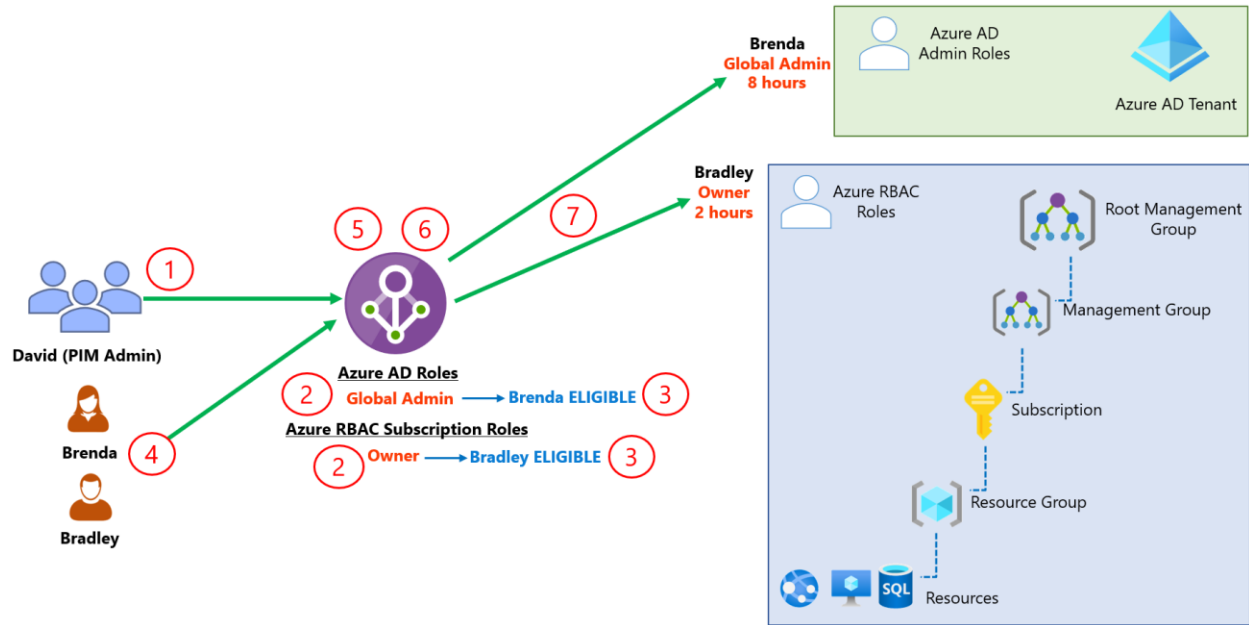 Brenda
Global Admin
8 hours
Azure AD
Admin Roles
Azure AD Tenant
Bradley
Owner
2 hours
Azure RBAC
Roles
Root Management
Group
Management Group
Subscription
Resource Group
SQL
Resources
7
5
6
1
David (PIM Admin)
Brenda
4
Bradley
Azure AD Roles
2
Global Admin
Brenda ELIGIBLE
3
Azure RBAC Subscription Roles
2
Owner
Bradley ELIGIBLE
3